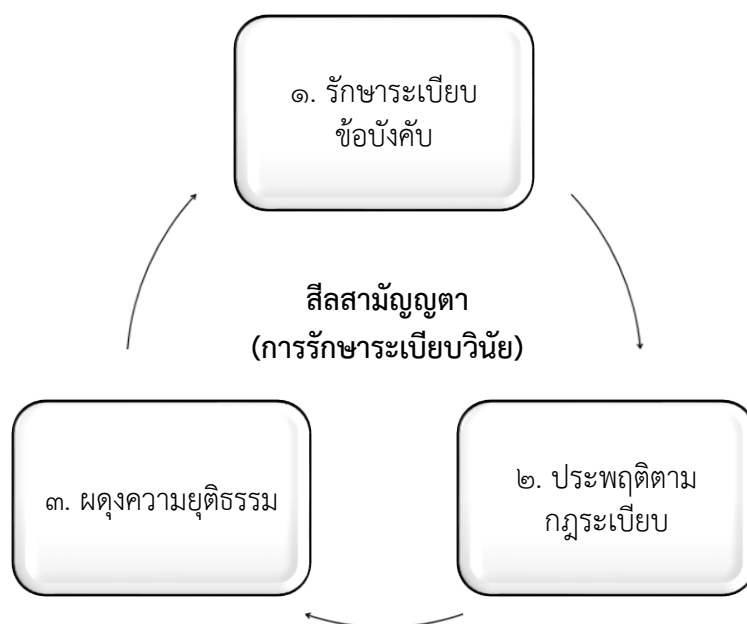 ๑. รักษาระเบียบ
ข้อบังคับ
สีลสามัญญตา
(การรักษาระเบียบวินัย)
๒. ประพฤติตาม
กฎระเบียบ
๓. ผดุงความยุติธรรม